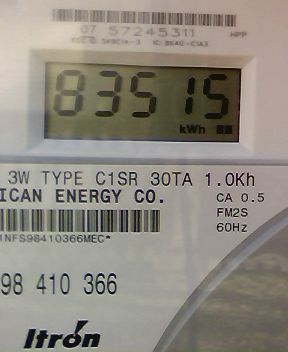 07 57245311 HPP
83515
kWh
3W TYPE C1SR 30TA 1.0Kh
ICAN ENERGY CO. CA 0.5
FM2S
60Hz
1NFS98410366MEC*
98 410 366
Itron